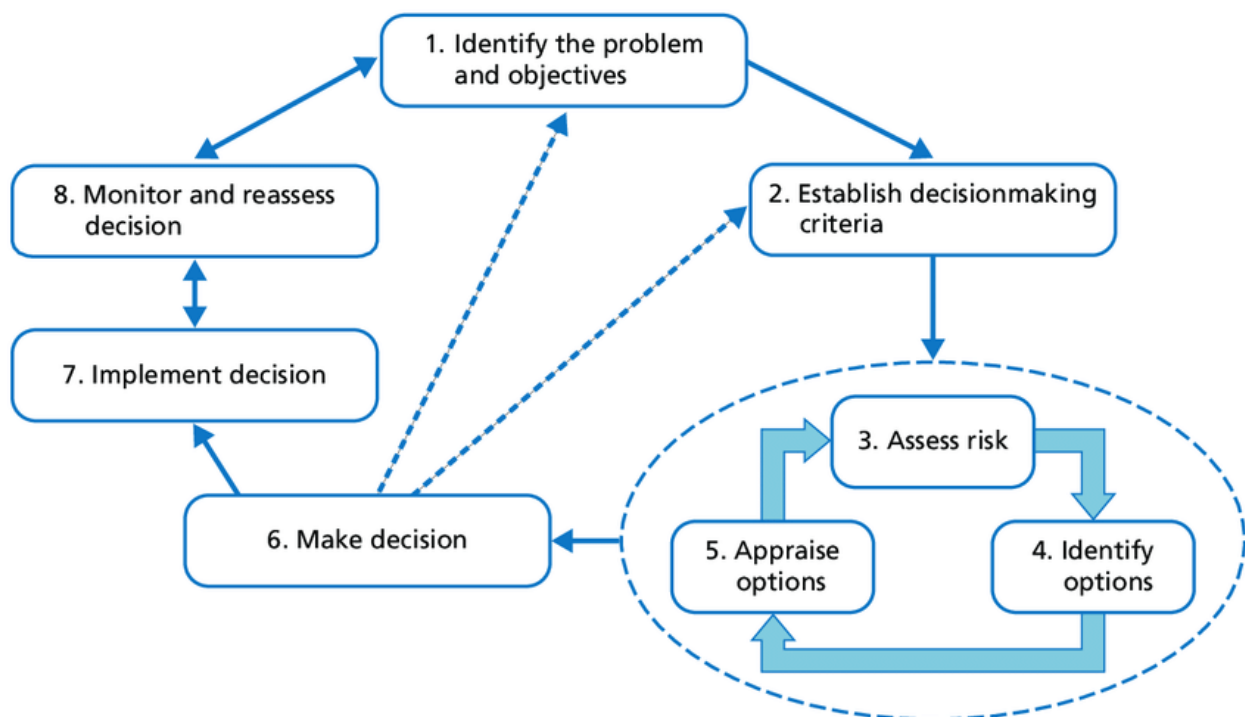 1. Identify the problem
and objectives
2. Establish decisionmaking
criteria
3. Assess risk
4. Identify
options
5. Appraise
options
6. Make decision
7. Implement decision
8. Monitor and reassess
decision